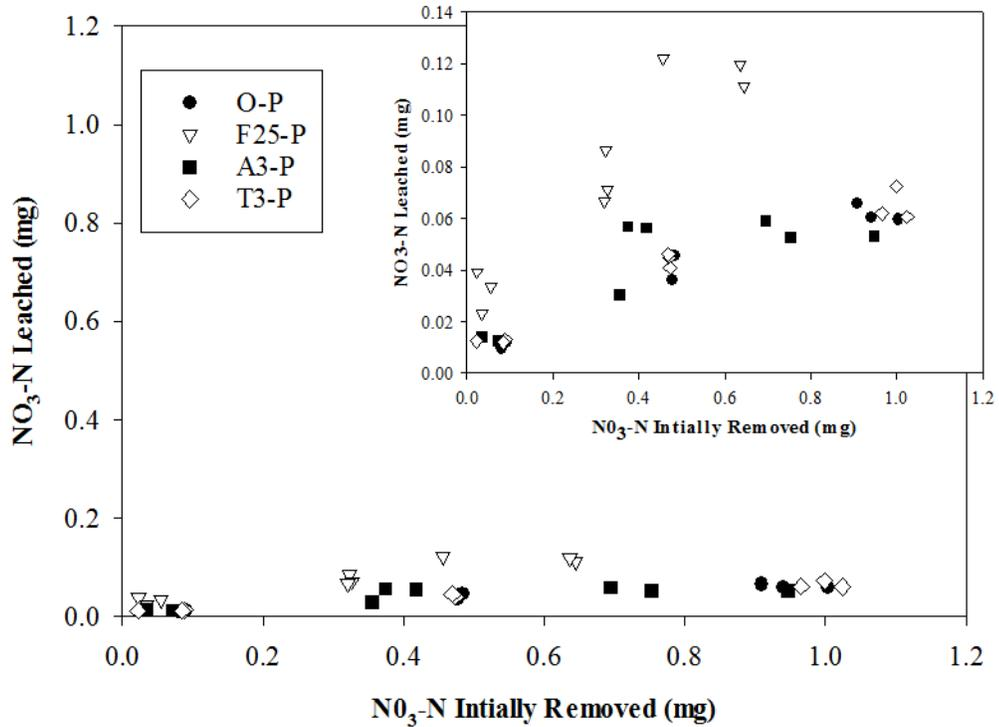 1.2
1.0
0.8
0.6
0.4
0.2
0.0
NO3-N Leached (mg)
O-P
F25-P
A3-P
T3-P
0.0 0.2 0.4 0.6 0.8 1.0 1.2
N03-N Intially Removed (mg)
0.14
0.12
0.10
0.08
0.06
0.04
0.02
0.00
NO3-N Leached (mg)
0.0 0.2 0.4 0.6 0.8 1.0 1.2
N03-N Intially Removed (mg)